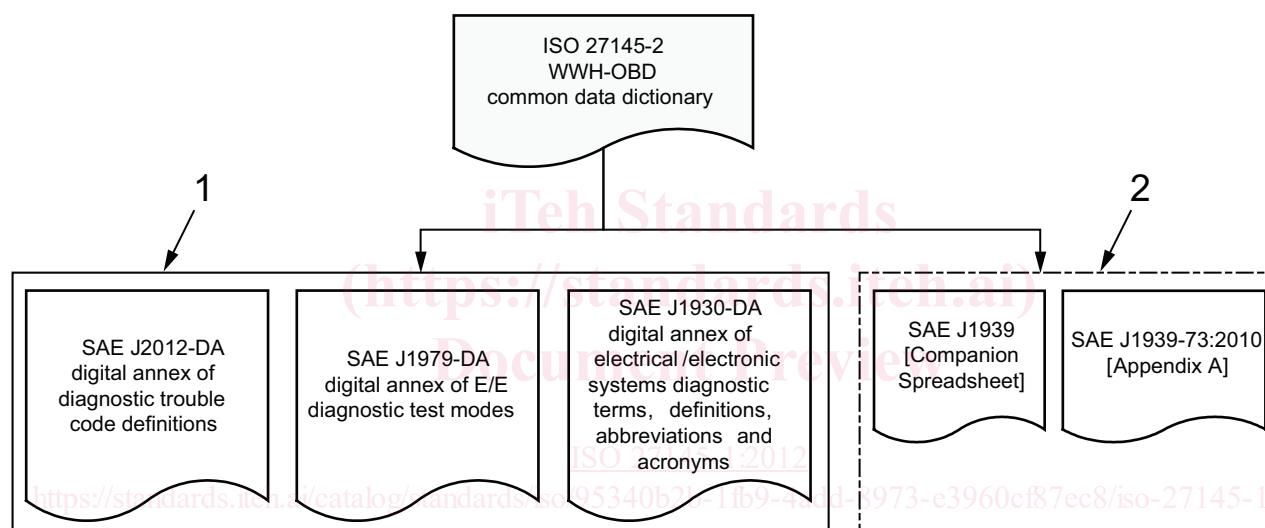 ISO 27145-2
WWH-OBD
common data dictionary
1
2
iTeh Standards
(https://standards.iteh.ai)
Document Preview
SAE J2012-DA
digital annex of
diagnostic trouble
code definitions
SAE J1979-DA
digital annex of E/E
diagnostic test modes
SAE J1930-DA
digital annex of
electrical/electronic
systems diagnostic
terms, definitions,
abbreviations and
acronyms
SAE J1939
[Companion
Spreadsheet]
SAE J1939-73:2010
[Appendix A]
ISO 27145-1:2012
https://standards.iteh.ai/catalog/standards/iso/95340b2b-1fb9-4add-8973-e3960cf87ec8/iso-27145-1